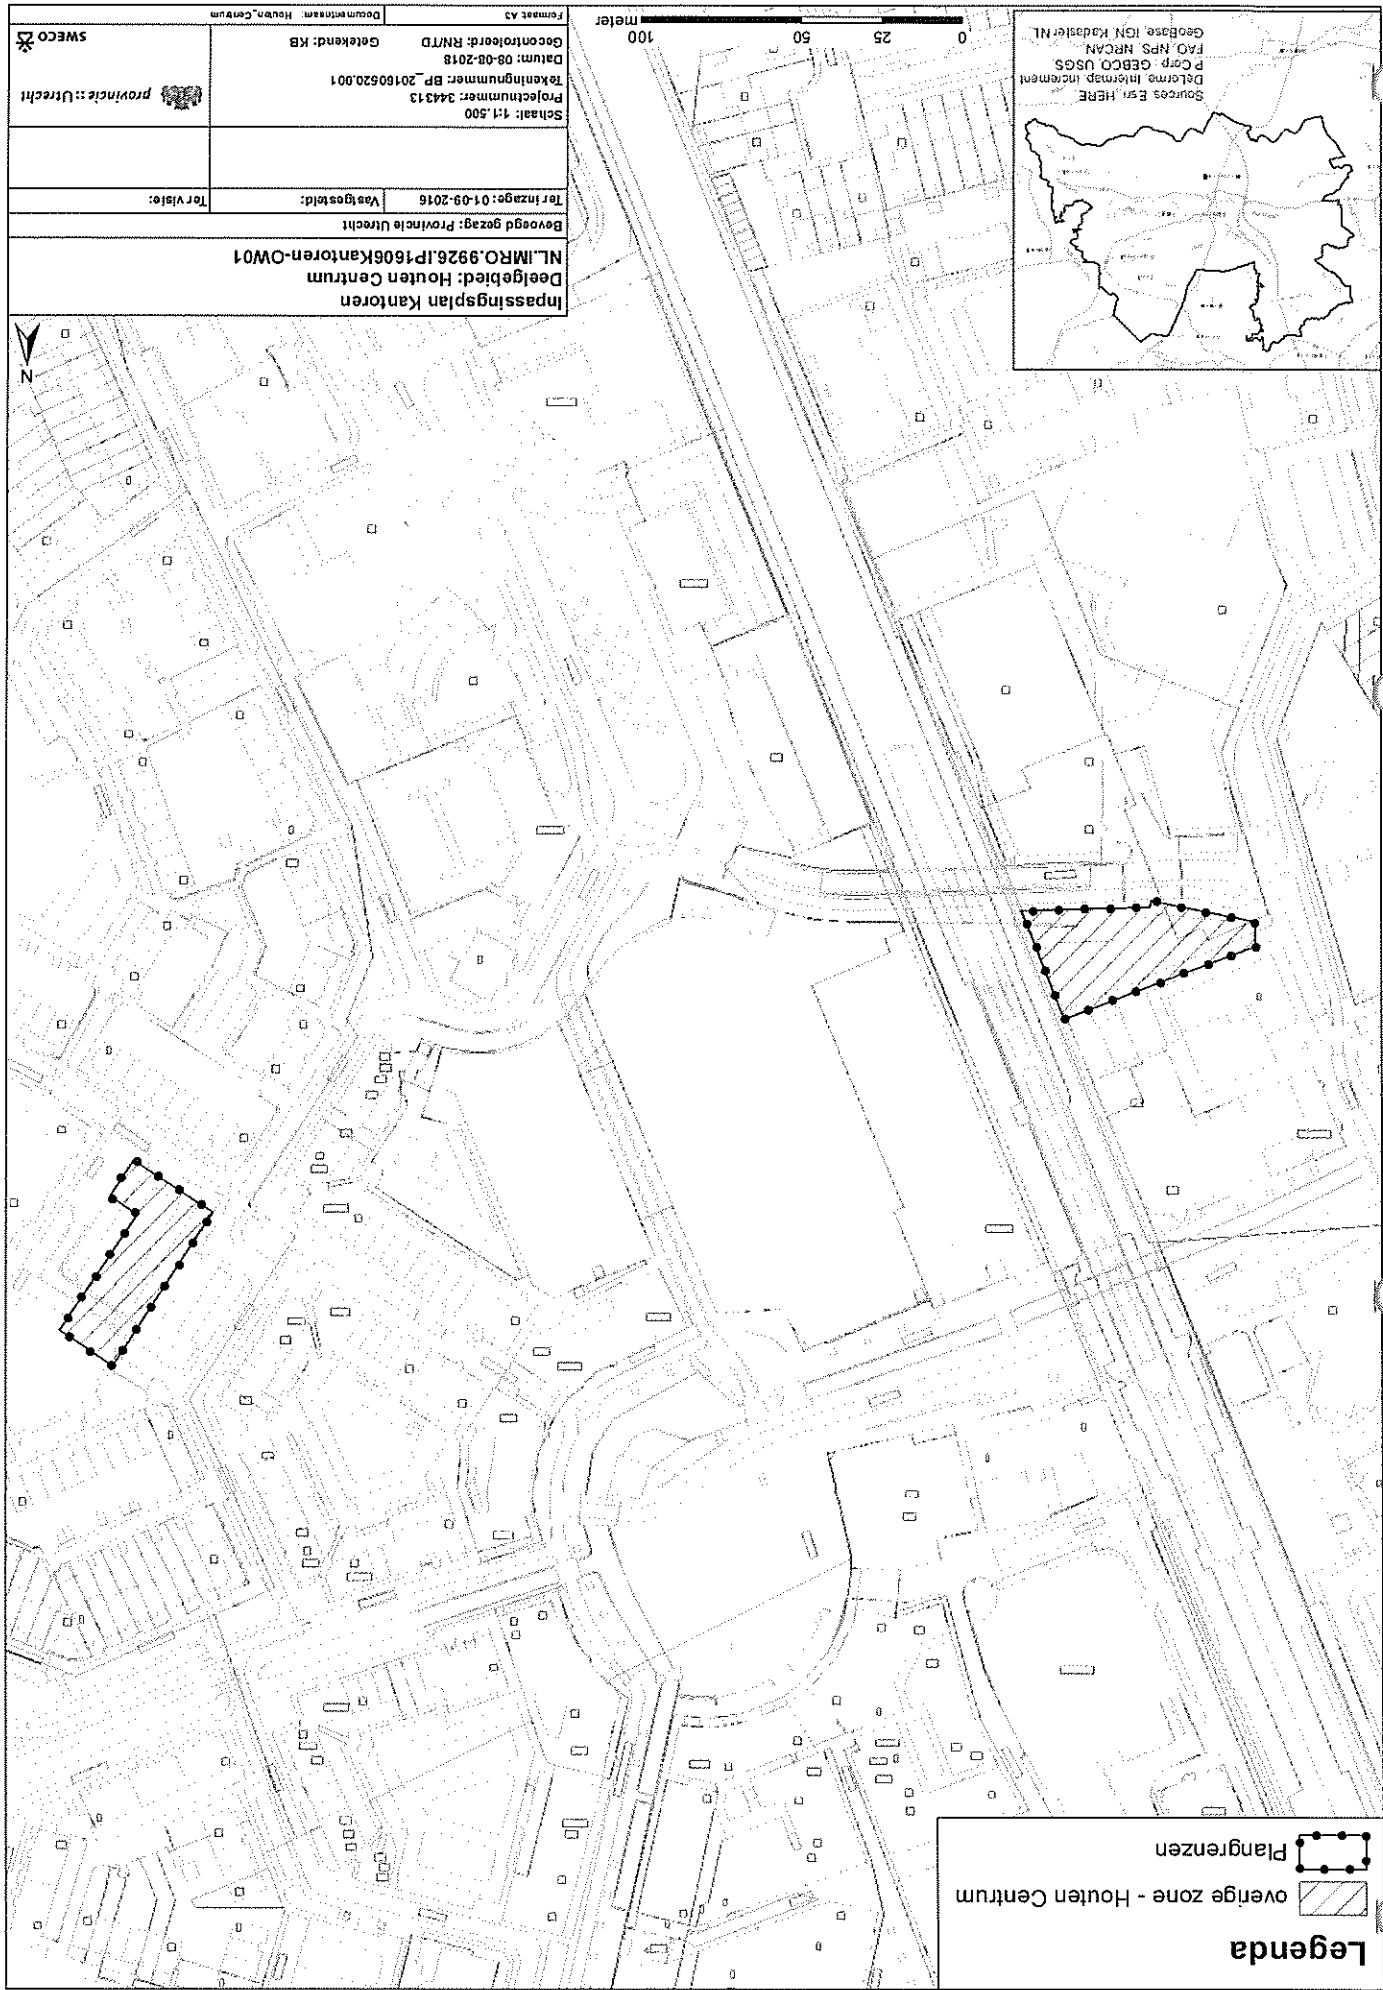 Legenda
overige zone - Houten Centrum
Plangrenzen
Sources: Esri, HERE,
DeLorme, Intermap, increment
P Corp., GEBCO, USGS,
FAO, NPS, NRCAN,
GeoBase, IGN, Kadaster NL,
0 25 50 100
meter
N
Inpassingsplan Kantoren
Deelgebied: Houten Centrum
NL.IMRO.9926.IP1606Kantoren-OW01
Bevoegd gezag: Provincie Utrecht
Ter inzage: 01-09-2016 Vastgesteld: Ter visie:
Schaal: 1:1.500
Projectnummer: 344313
Tekeningnummer: BP_20160520.001
Datum: 08-08-2016
Gecontroleerd: RN/TD Getekend: KB
provincie :: Utrecht
SWECO
Formaat A3 Documentnaam: Houten_Centrum